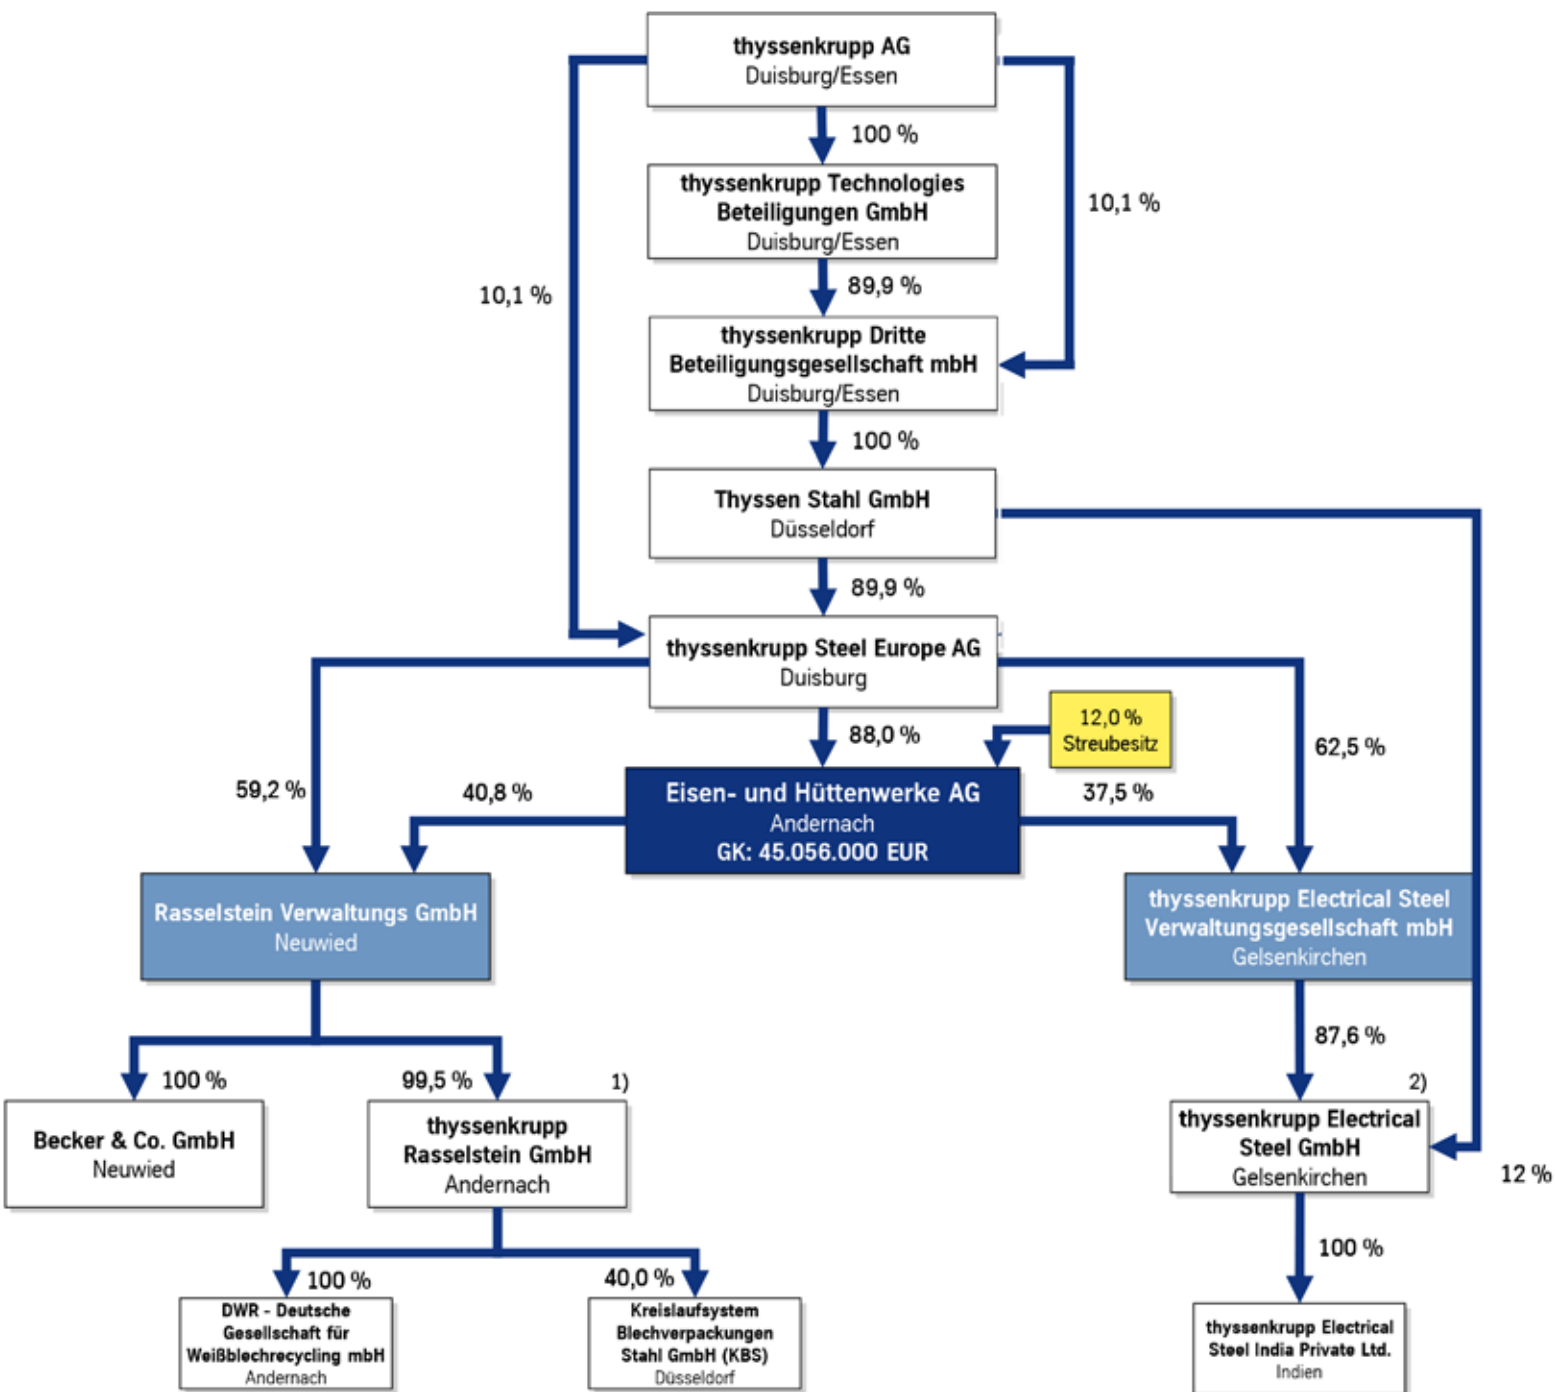 thyssenkrupp AG
Duisburg/Essen
100 %
thyssenkrupp Technologies
Beteiligungen GmbH
Duisburg/Essen
10,1 %
89,9 %
10,1 %
thyssenkrupp Dritte
Beteiligungsgesellschaft mbH
Duisburg/Essen
100 %
Thyssen Stahl GmbH
Düsseldorf
89,9 %
thyssenkrupp Steel Europe AG
Duisburg
12,0 %
Streubesitz
88,0 %
62,5 %
59,2 %
40,8 %
37,5 %
Eisen- und Hüttenwerke AG
Andernach
GK: 45.056.000 EUR
Rasselstein Verwaltungs GmbH
Neuwied
thyssenkrupp Electrical Steel
Verwaltungsgesellschaft mbH
Gelsenkirchen
87,6 %
100 %
99,5 %
1)
2)
Becker & Co. GmbH
Neuwied
thyssenkrupp
Rasselstein GmbH
Andernach
thyssenkrupp Electrical
Steel GmbH
Gelsenkirchen
12 %
100 %
40,0 %
100 %
DWR - Deutsche
Gesellschaft für
Weißblechrecycling mbH
Andernach
Kreislaufsystem
Blechverpackungen
Stahl GmbH (KBS)
Düsseldorf
thyssenkrupp Electrical
Steel India Private Ltd.
Indien